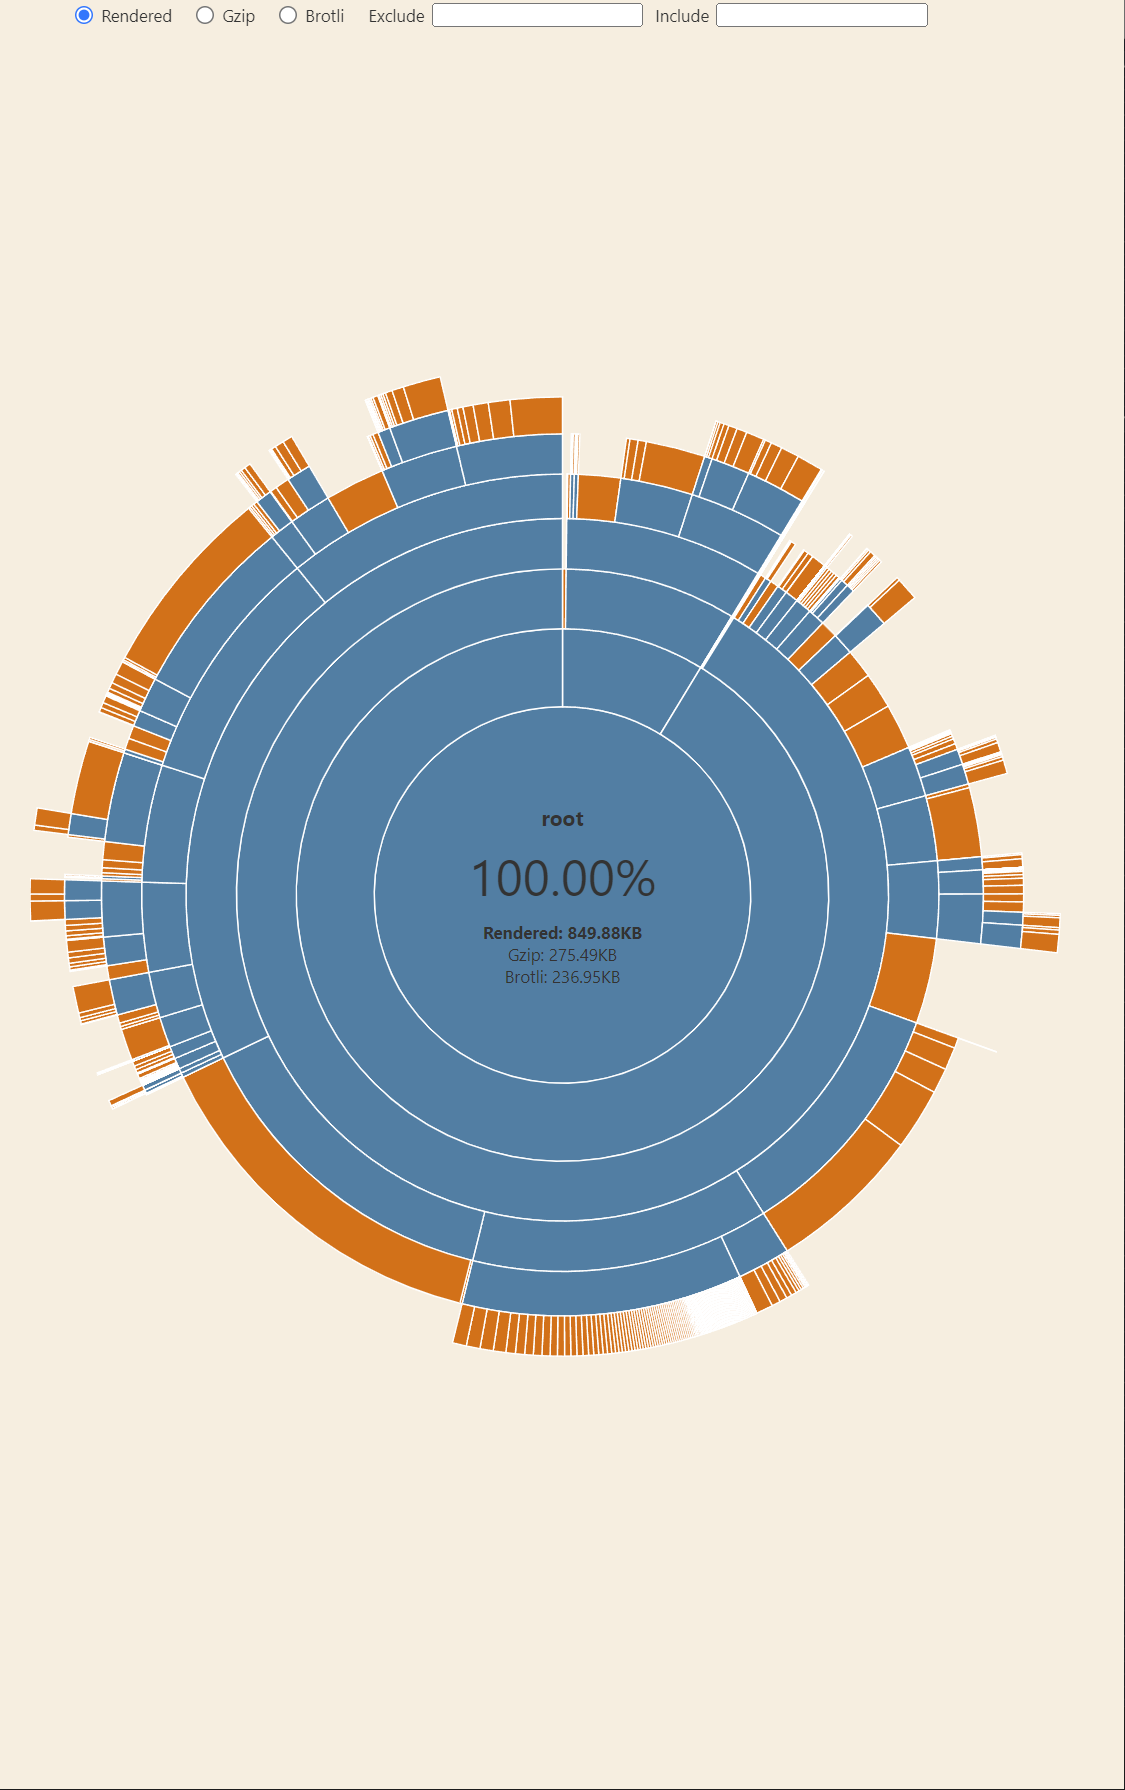 Rendered Gzip Brotli Exclude Include
root
100.00%
Rendered: 849.88KB
Gzip: 275.49KB
Brotli: 236.95KB